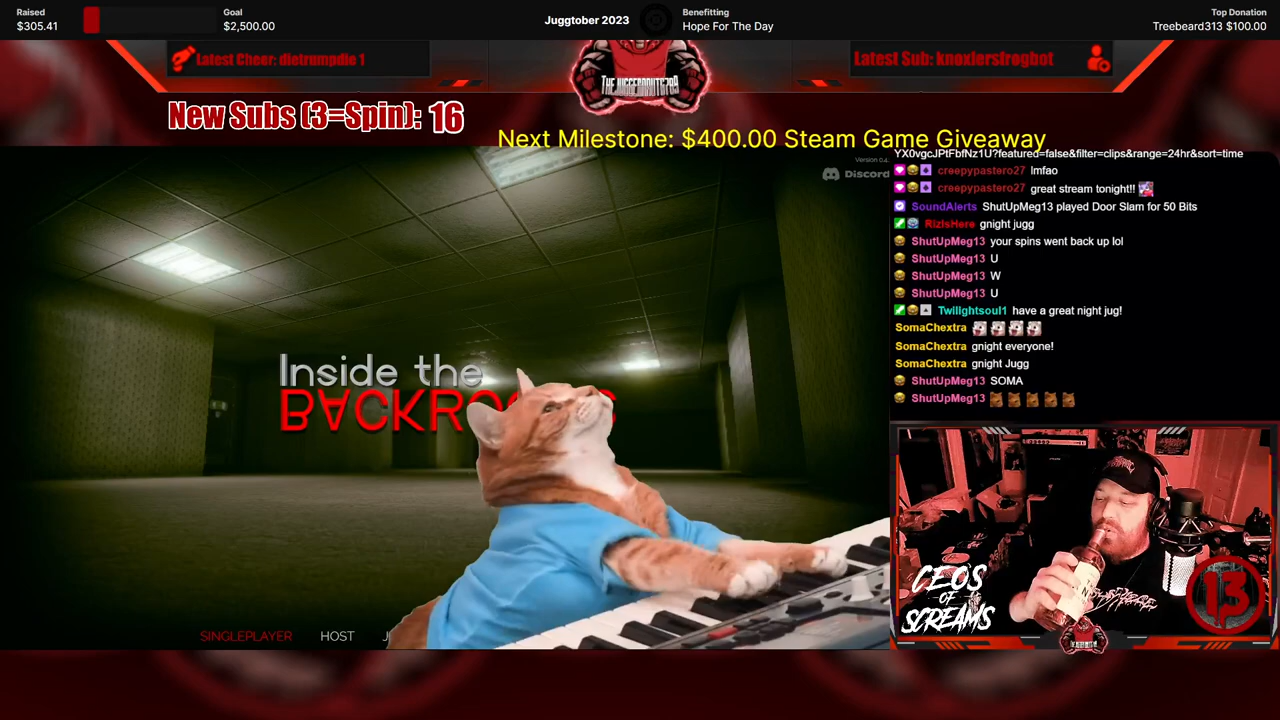 Raised
$305.41
Goal
$2,500.00
Juggtober 2023
Benefitting
Hope For The Day
Top Donation
Treebeard313 $100.00
Latest Cheer: dietrumpdie 1
THEJUGGERNAUT6789
Latest Sub: knoxlersfrogbot
New Subs (3=Spin): 16
Next Milestone: $400.00 Steam Game Giveaway
Version 0.4.
Discord
YX0vgcJPtFbfNz1U?featured=false&filter=clips&range=24hr&sort=time
creepypastero27 lmfao
creepypastero27 great stream tonight!!
SoundAlerts ShutUpMeg13 played Door Slam for 50 Bits
RizIsHere gnight jugg
ShutUpMeg13 your spins went back up lol
ShutUpMeg13 U
ShutUpMeg13 W
ShutUpMeg13 U
Twilightsoul1 have a great night jug!
SomaChextra
SomaChextra gnight everyone!
SomaChextra gnight Jugg
ShutUpMeg13 SOMA
ShutUpMeg13
Inside the
BACKRO
SINGLEPLAYER
HOST
CEOS
OF
SCREAMS
13